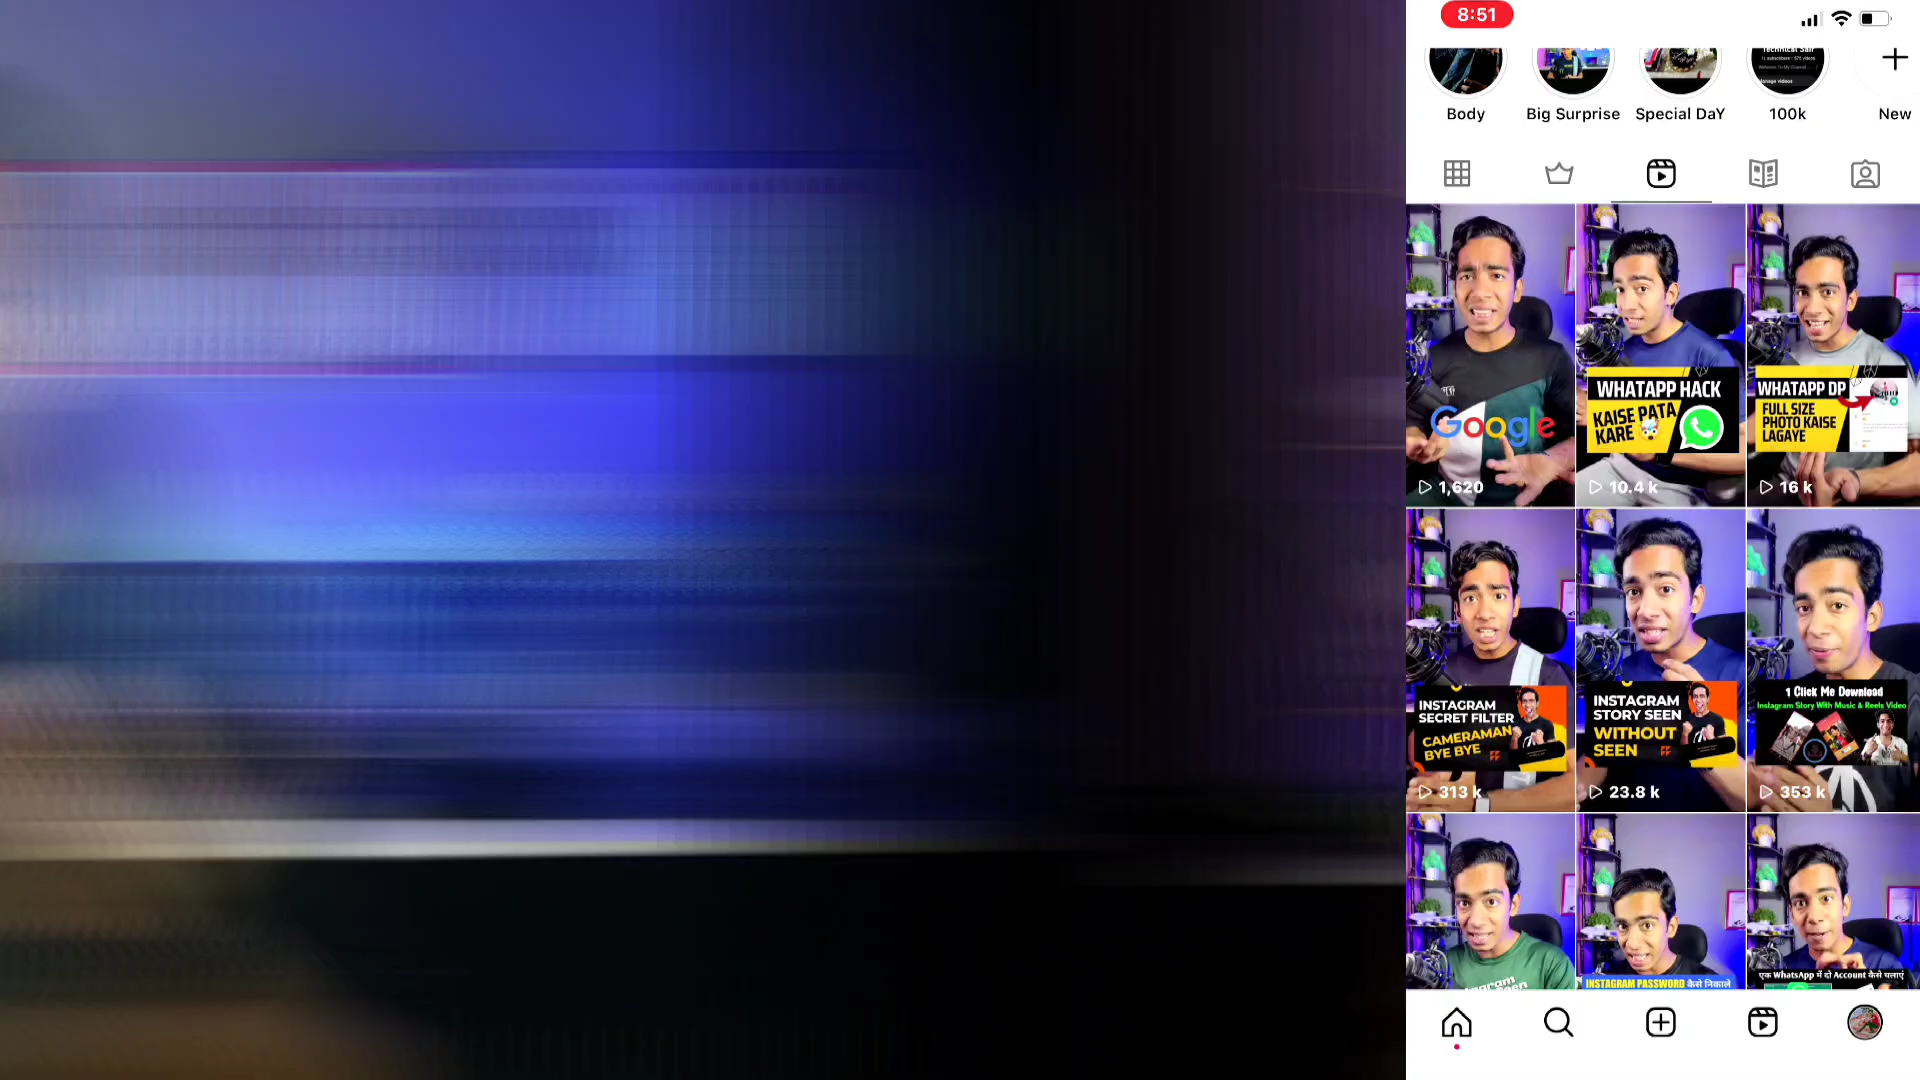 8:51
Technical Saif
Body
Big Surprise
Special DaY
100k
New
Google
1,620
WHATAPP HACK
KAISE PATA
KARE
10.4 k
WHATAPP DP
FULL SIZE
PHOTO KAISE
LAGAYE
16 k
INSTAGRAM
SECRET FILTER
CAMERAMAN
BYE BYE
313 k
INSTAGRAM
STORY SEEN
WITHOUT
SEEN
23.8 k
1 Click Me Download
Instagram Story With Music & Reels Video
353 k
INSTAGRAM PASSWORD कैसे निकाले
एक WhatsApp में दो Account कैसे चलाएं